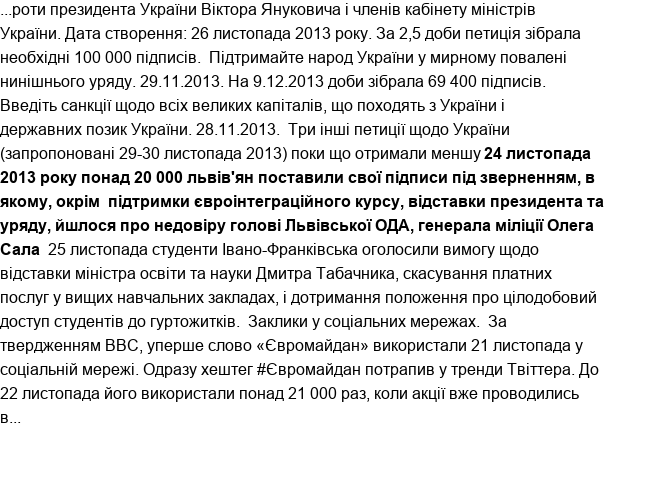 ...роти президента України Віктора Януковича і членів кабінету міністрів
України. Дата створення: 26 листопада 2013 року. За 2,5 доби петиція зібрала
необхідні 100 000 підписів.  Підтримайте народ України у мирному повалені
нинішнього уряду. 29.11.2013. На 9.12.2013 доби зібрала 69 400 підписів.
Введіть санкції щодо всіх великих капіталів, що походять з України і
державних позик України. 28.11.2013.  Три інші петиції щодо України
(запропоновані 29-30 листопада 2013) поки що отримали меншу 24 листопада
2013 року понад 20 000 львів'ян поставили свої підписи під зверненням, в
якому, окрім  підтримки євроінтеграційного курсу, відставки президента та
уряду, йшлося про недовіру голові Львівської ОДА, генерала міліції Олега
Сала  25 листопада студенти Івано-Франківська оголосили вимогу щодо
відставки міністра освіти та науки Дмитра Табачника, скасування платних
послуг у вищих навчальних закладах, і дотримання положення про цілодобовий
доступ студентів до гуртожитків.  Заклики у соціальних мережах.  За
твердженням BBC, уперше слово «Євромайдан» використали 21 листопада у
соціальній мережі. Одразу хештег #Євромайдан потрапив у тренди Твіттера. До
22 листопада його використали понад 21 000 раз, коли акції вже проводились
в...